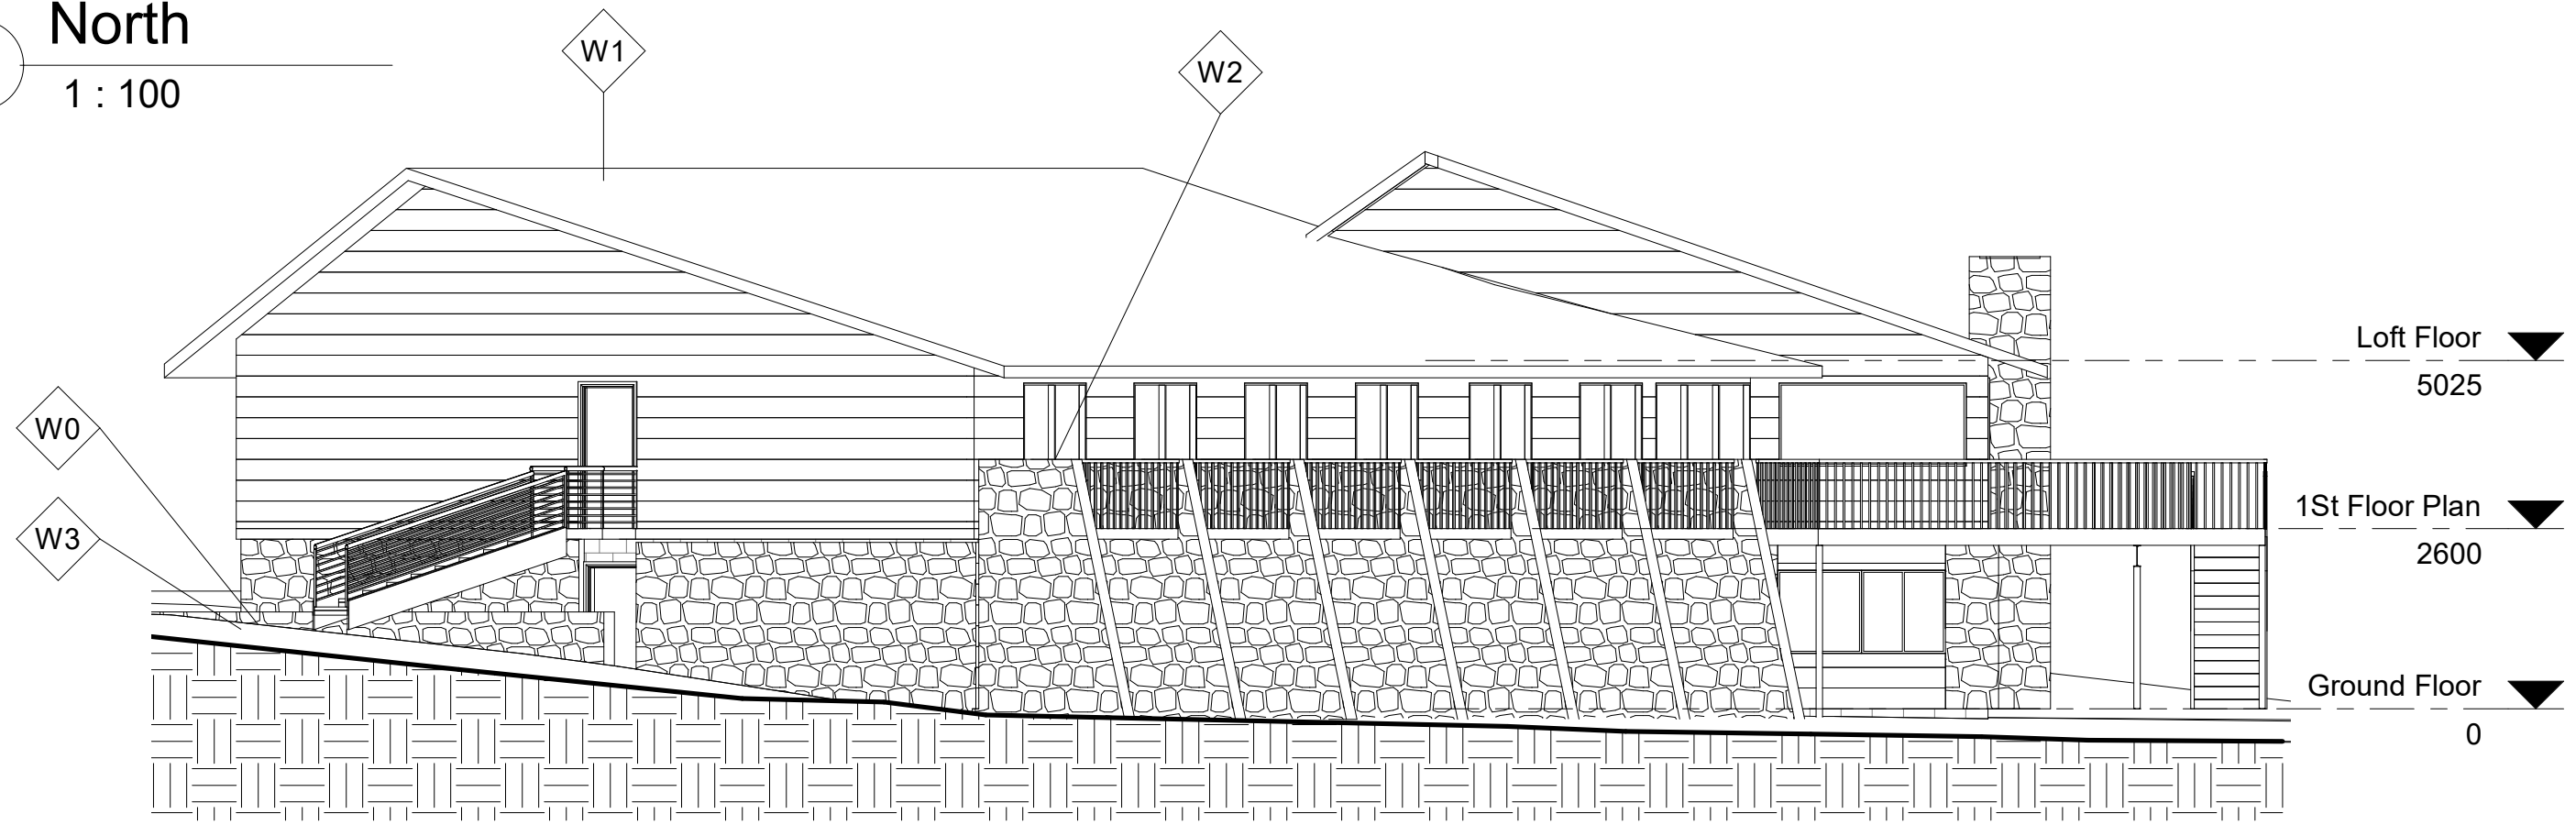 North
1 : 100
W1
W2
Loft Floor
5025
W0
W3
1St Floor Plan
2600
Ground Floor
0